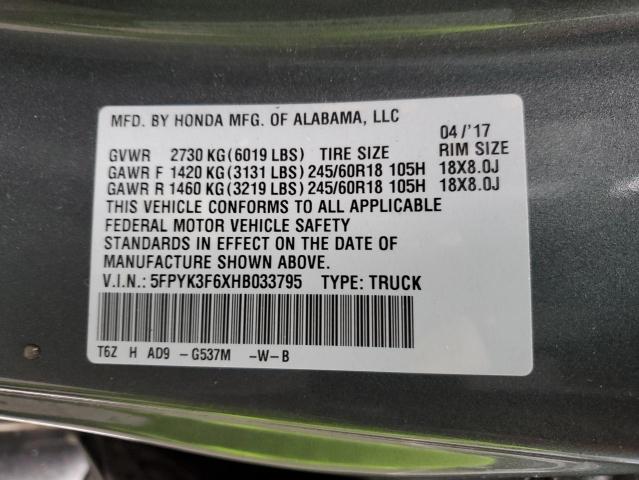 MFD. BY HONDA MFG. OF ALABAMA, LLC
04/'17
GVWR 2730 KG(6019 LBS) TIRE SIZE RIM SIZE
GAWR F 1420 KG(3131 LBS) 245/60R18 105H 18X8.0J
GAWR R 1460 KG(3219 LBS) 245/60R18 105H 18X8.0J
THIS VEHICLE CONFORMS TO ALL APPLICABLE
FEDERAL MOTOR VEHICLE SAFETY
STANDARDS IN EFFECT ON THE DATE OF
MANUFACTURE SHOWN ABOVE.
V.I.N.: 5FPYK3F6XHB033795 TYPE: TRUCK
T6Z H AD9 -G537M -W-B